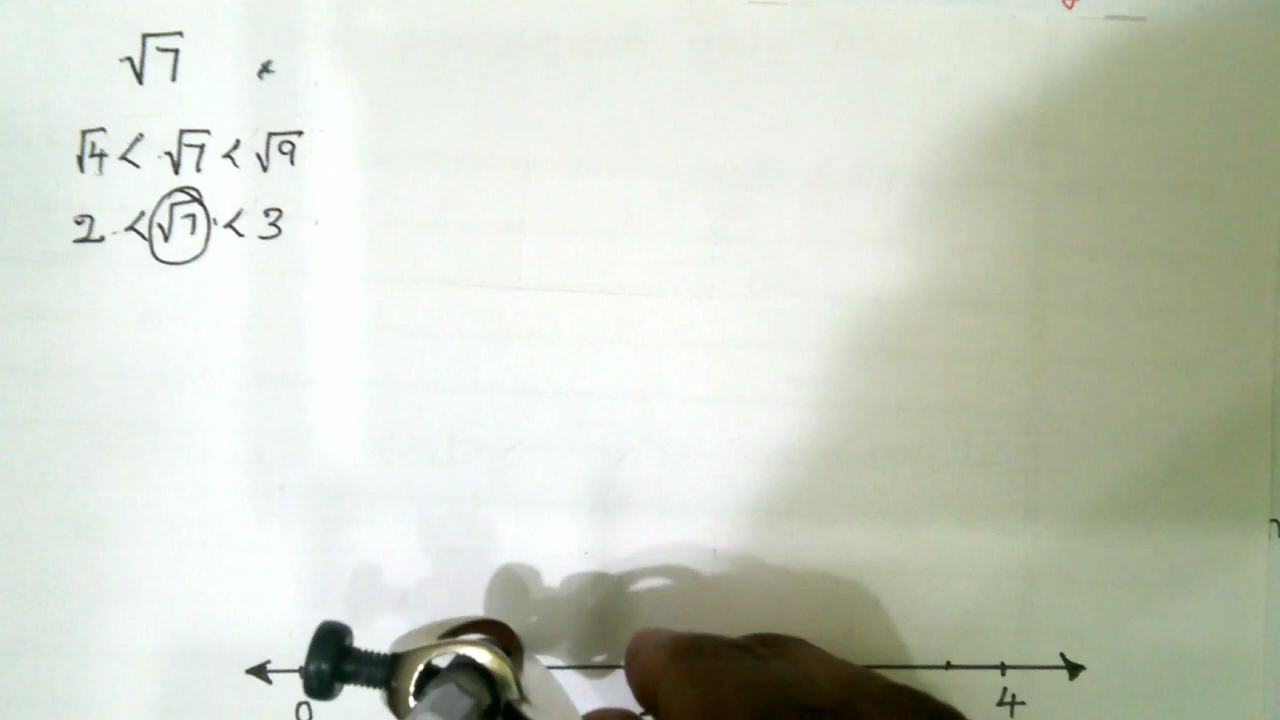 √7
√4 < √7 < √9
2 < √7 < 3
0 4